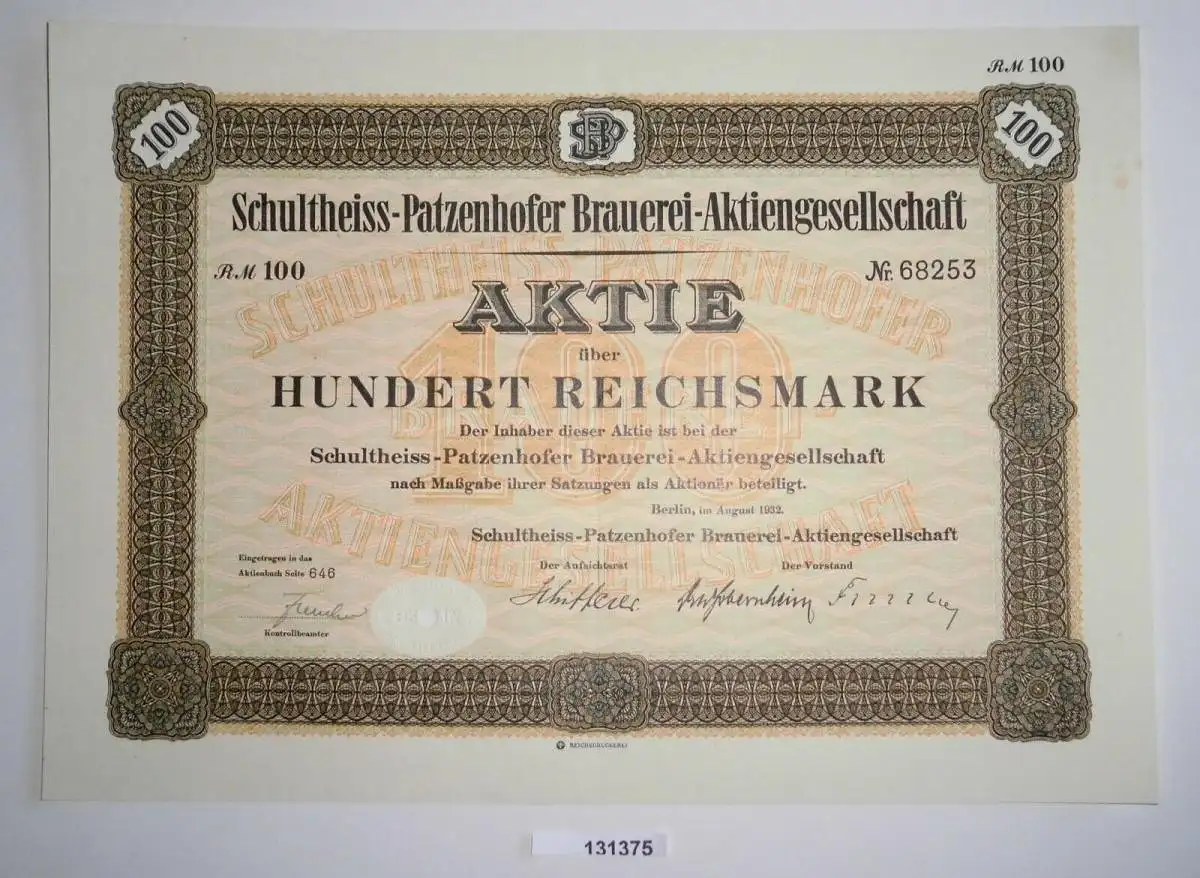 RM 100
100
SPB
100
Schultheiss-Patzenhofer Brauerei-Aktiengesellschaft
RM 100
Nr. 68253
SCHULTHEISS PATZENHOFER
AKTIE
100
über
HUNDERT REICHSMARK
BRAUEREI
Der Inhaber dieser Aktie ist bei der
Schultheiss-Patzenhofer Brauerei-Aktiengesellschaft
nach Maßgabe ihrer Satzungen als Aktionär beteiligt.
AKTIENGESELLSCHAFT
Berlin, im August 1932.
Schultheiss-Patzenhofer Brauerei-Aktiengesellschaft
Eingetragen in das
Aktienbuch Seite 646
Der Aufsichtsrat
Der Vorstand
Kontrollbeamter
REICHSDRUCKEREI
131375